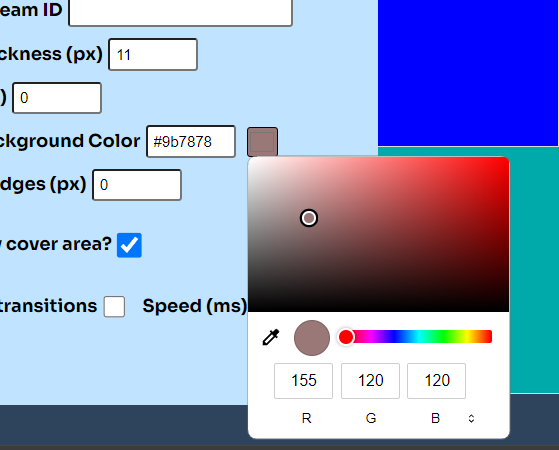 eam ID
ckness (px) 11
) 0
ckground Color #9b7878
dges (px) 0
cover area?
transitions Speed (ms)
155 120 120
R G B